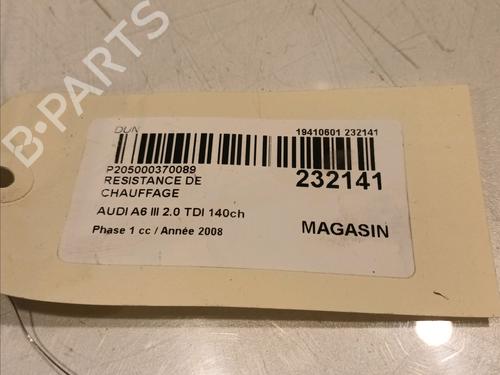 B-PARTS
DUN
19410601 232141
P205000370089
RESISTANCE DE
CHAUFFAGE
232141
AUDI A6 III 2.0 TDI 140ch
Phase 1 cc / Année 2008
MAGASIN